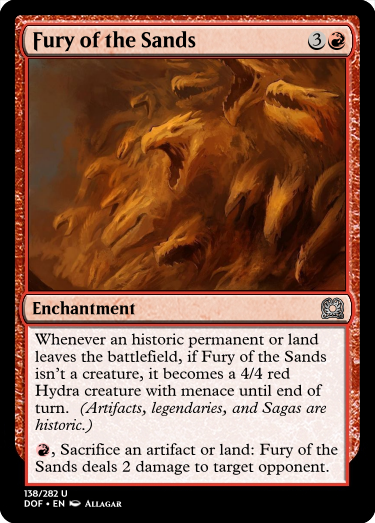 Fury of the Sands 3
Enchantment
Whenever an historic permanent or land
leaves the battlefield, if Fury of the Sands
isn't a creature, it becomes a 4/4 red
Hydra creature with menace until end of
turn. (Artifacts, legendaries, and Sagas are
historic.)
, Sacrifice an artifact or land: Fury of the
Sands deals 2 damage to target opponent.
138/282 U
DOF • EN ALLAGAR